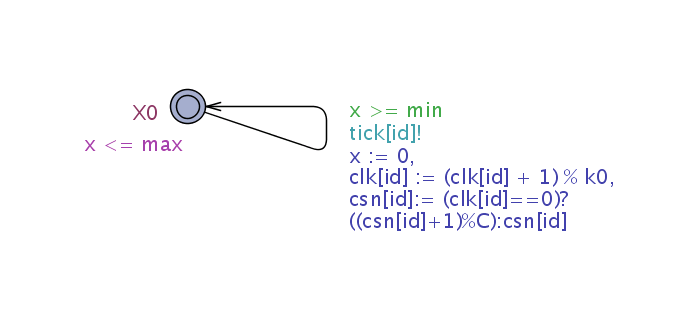 X0
x <= max
x >= min
tick[id]!
x := 0,
clk[id] := (clk[id] + 1) % k0,
csn[id]:= (clk[id]==0)?
((csn[id]+1)%C):csn[id]